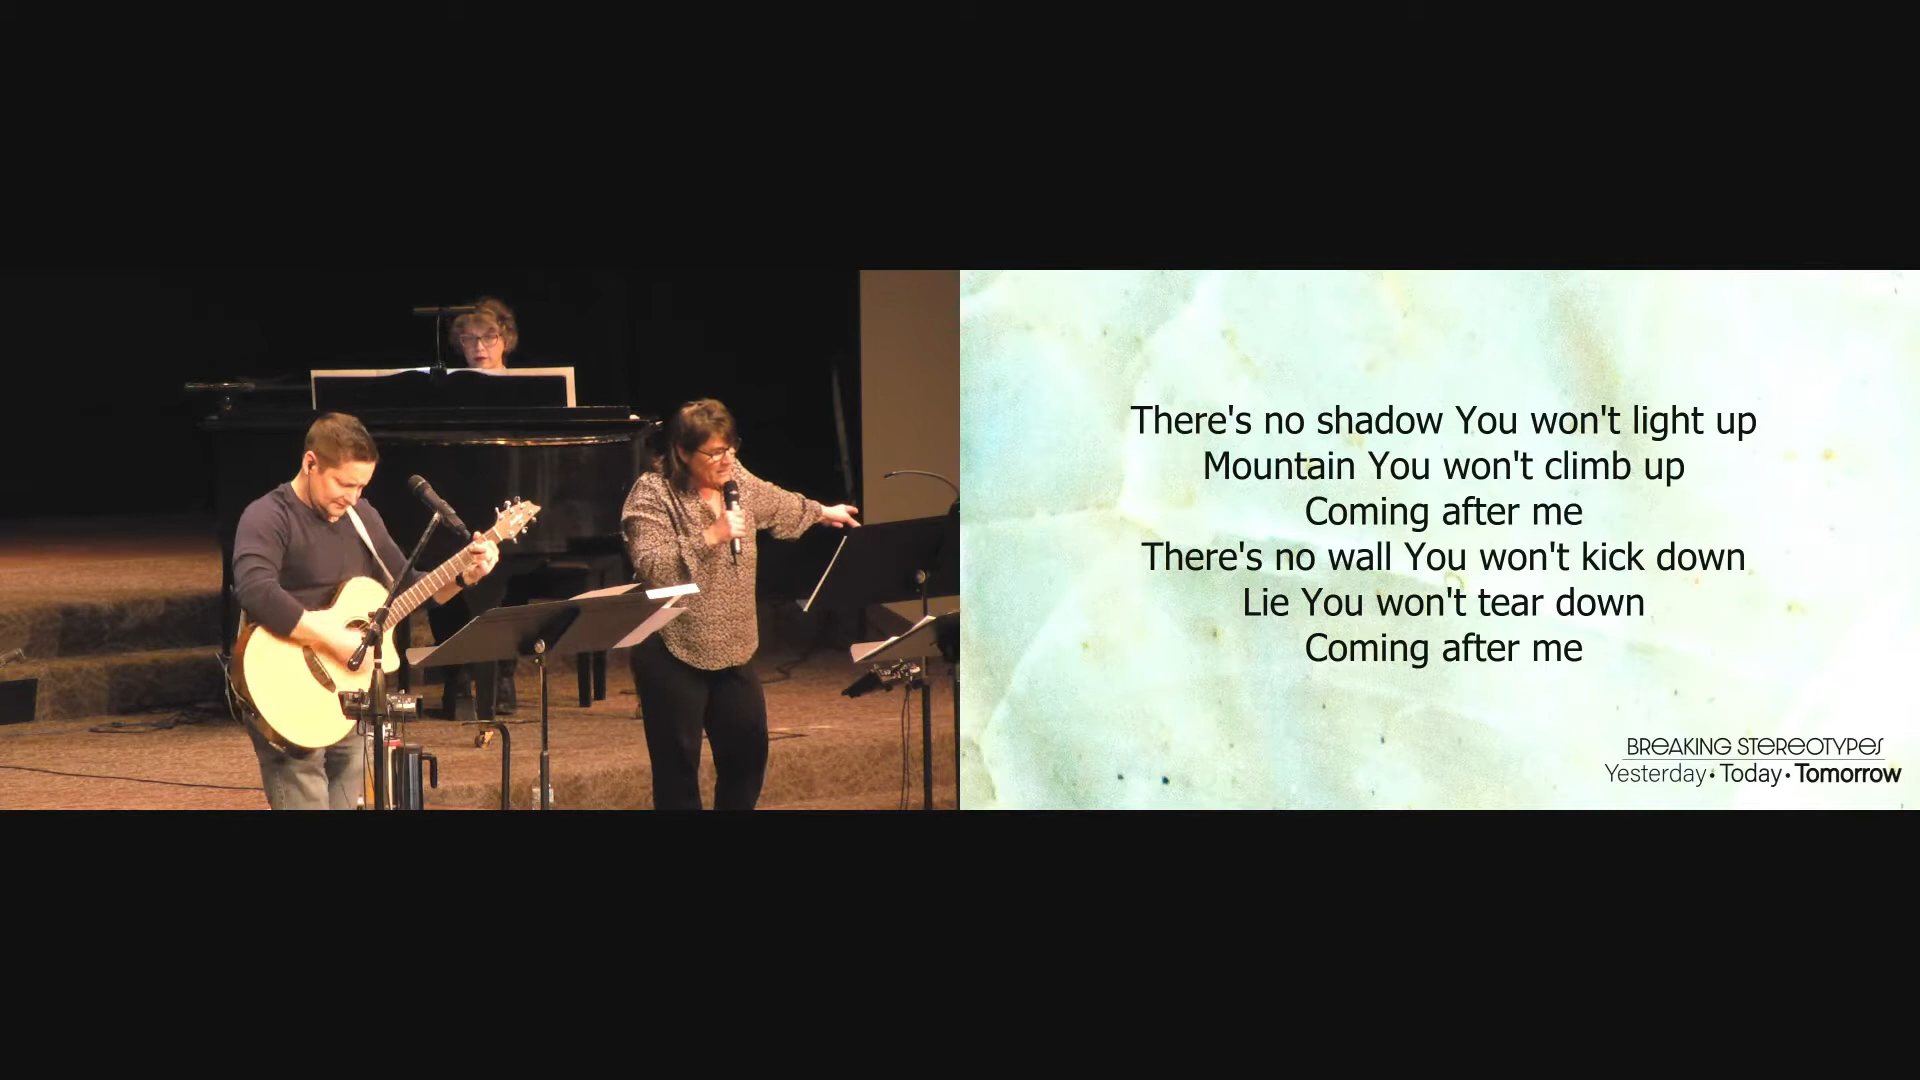 There's no shadow You won't light up
Mountain You won't climb up
Coming after me
There's no wall You won't kick down
Lie You won't tear down
Coming after me
BREAKING STEREOTYPES
Yesterday • Today • Tomorrow